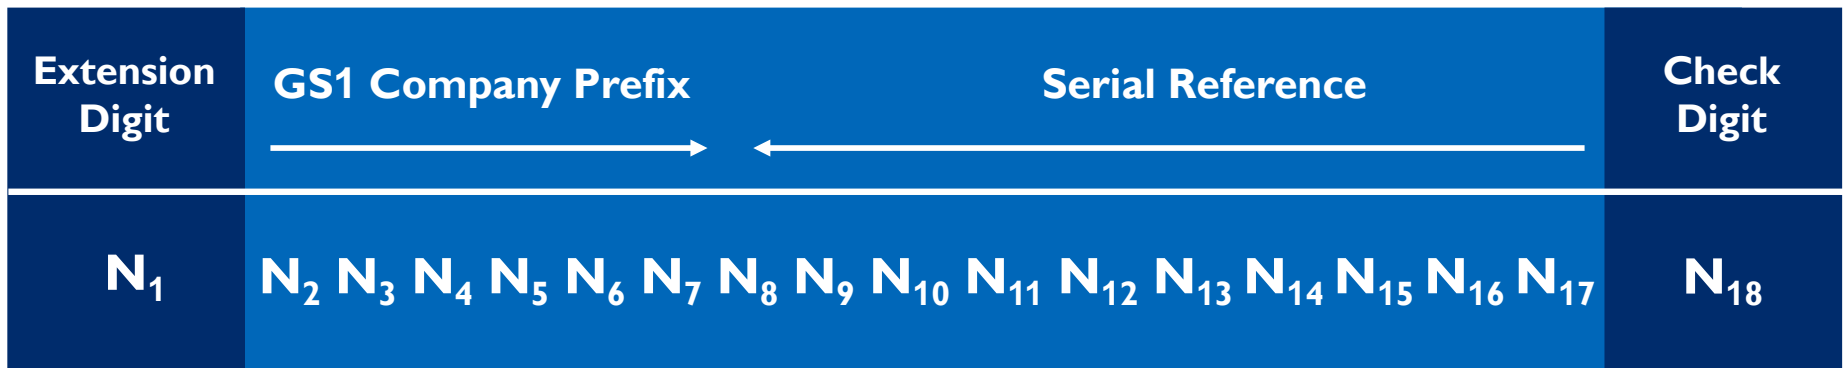 Extension Digit
GS1 Company Prefix
Serial Reference
Check Digit
N₁
N₂ N₃ N₄ N₅ N₆ N₇ N₈ N₉ N₁₀ N₁₁ N₁₂ N₁₃ N₁₄ N₁₅ N₁₆ N₁₇
N₁₈